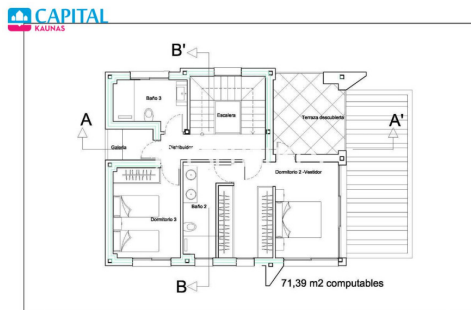 CAPITAL
KAUNAS
B'
Baño 3
Escalera
Terraza descubierta
A
A'
Galería
Distribuidor
Dormitorio 2 -Vestidor
Baño 2
Dormitorio 3
B
71,39 m2 computables